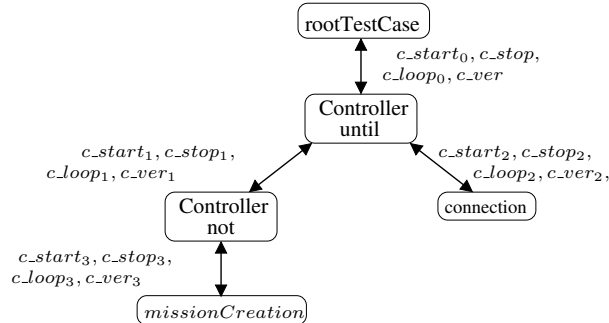 rootTestCase
c_start₀, c_stop,
c_loop₀, c_ver
Controller
until
c_start₁, c_stop₁,
c_loop₁, c_ver₁
c_start₂, c_stop₂,
c_loop₂, c_ver₂,
Controller
not
connection
c_start₃, c_stop₃,
c_loop₃, c_ver₃
missionCreation